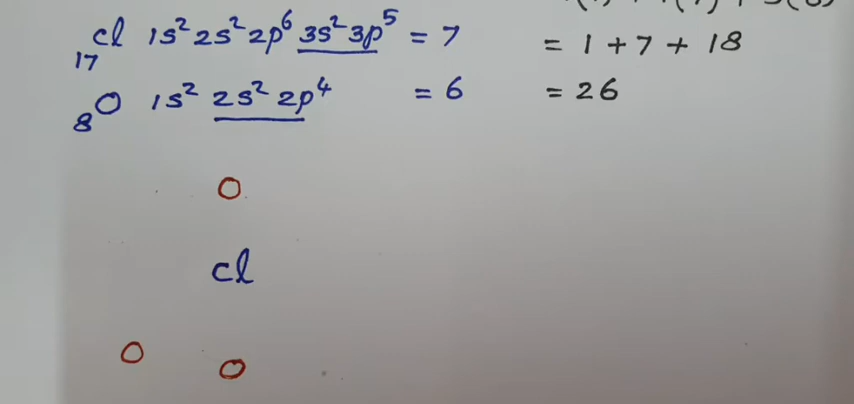 ₁₇Cl 1s² 2s² 2p⁶ 3s² 3p⁵ = 7 = 1 + 7 + 18
₈O 1s² 2s² 2p⁴ = 6 = 26
O
Cl
O O